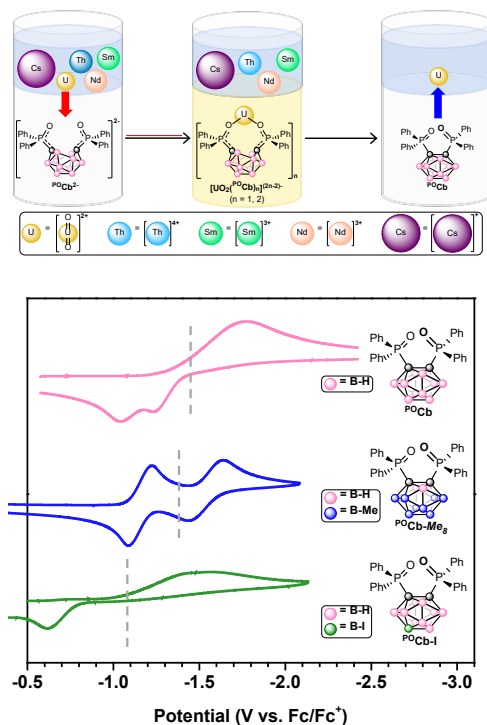 Cs Th Sm
U Nd
Cs Th Sm
Nd
U
U
2-
O O
Ph P P Ph
Ph Ph
POCb2-
O O
Ph P P Ph
Ph Ph
n
[UO2(POCb)n](2n-2)-
(n = 1, 2)
Ph O O Ph
P P
Ph Ph
POCb
U = [O U O]2+
Th = [Th]4+
Sm = [Sm]3+
Nd = [Nd]3+
Cs = [Cs]+
Ph O O Ph
P P
Ph Ph
= B-H
POCb
Ph O O Ph
P P
Ph Ph
= B-H
= B-Me
POCb-Me8
Ph O O Ph
P P
Ph Ph
= B-H
= B-I
POCb-I
-0.5 -1.0 -1.5 -2.0 -2.5 -3.0
Potential (V vs. Fc/Fc+)